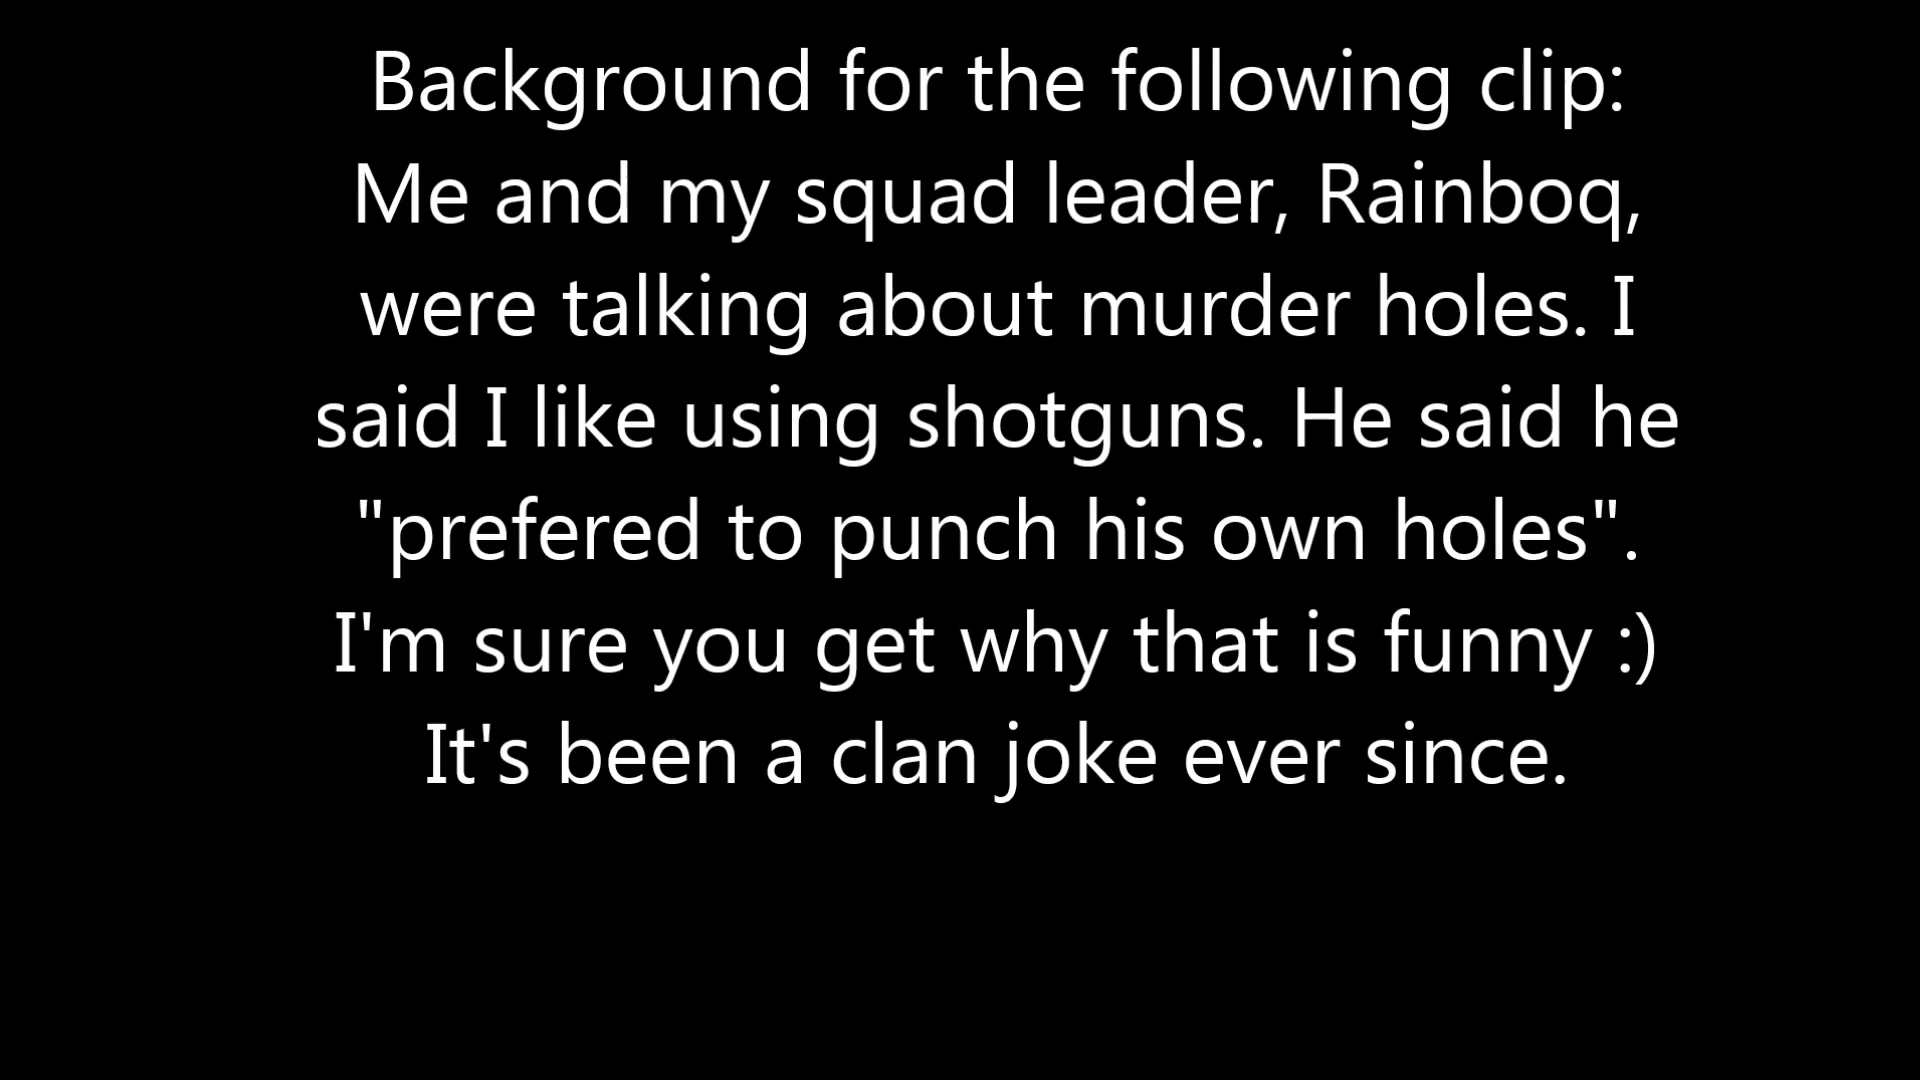 Background for the following clip:
Me and my squad leader, Rainboq,
were talking about murder holes. I
said I like using shotguns. He said he
"prefered to punch his own holes".
I'm sure you get why that is funny :)
It's been a clan joke ever since.